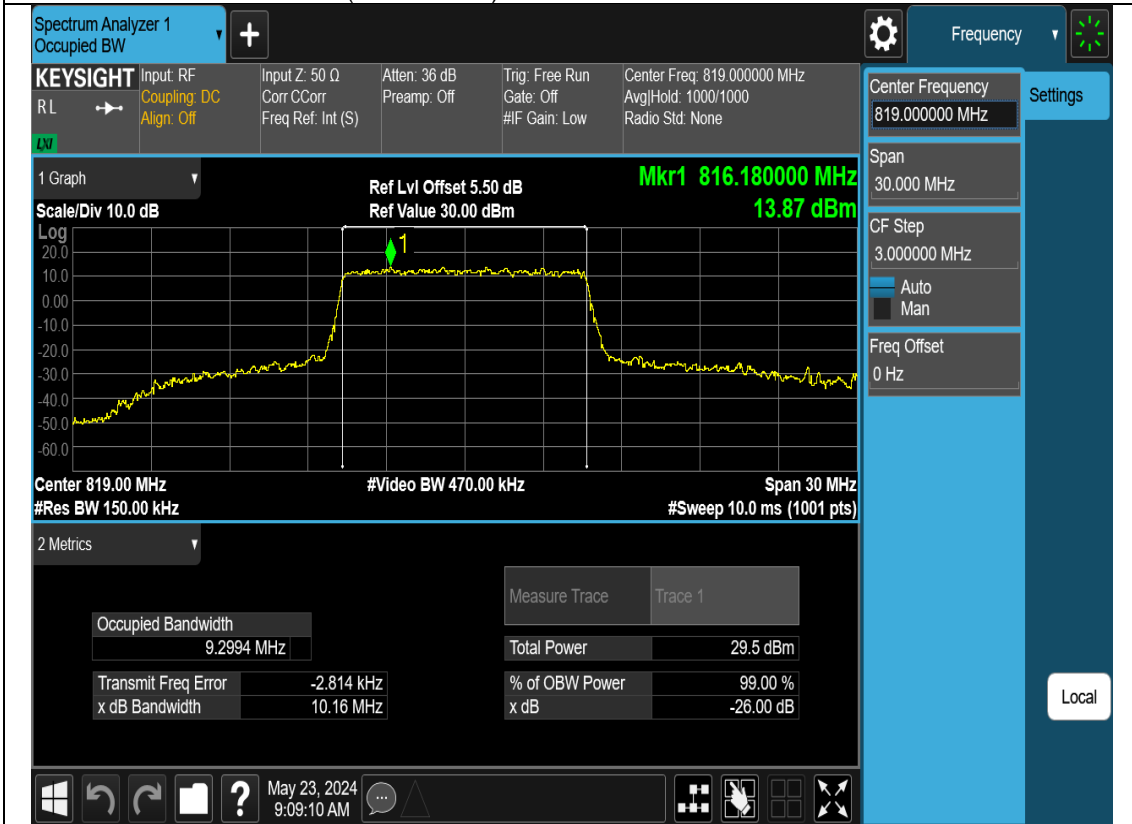 Spectrum Analyzer 1
Occupied BW
Frequency
KEYSIGHT
RL
LXI
Input: RF
Coupling: DC
Align: Off
Input Z: 50 Ω
Corr CCorr
Freq Ref: Int (S)
Atten: 36 dB
Preamp: Off
Trig: Free Run
Gate: Off
#IF Gain: Low
Center Freq: 819.000000 MHz
Avg|Hold: 1000/1000
Radio Std: None
Center Frequency
819.000000 MHz
Settings
Span
30.000 MHz
CF Step
3.000000 MHz
Auto
Man
Freq Offset
0 Hz
Local
1 Graph
Scale/Div 10.0 dB
Ref Lvl Offset 5.50 dB
Ref Value 30.00 dBm
Mkr1 816.180000 MHz
13.87 dBm
Log
1
20.0
10.0
0.00
-10.0
-20.0
-30.0
-40.0
-50.0
-60.0
Center 819.00 MHz
#Video BW 470.00 kHz
Span 30 MHz
#Res BW 150.00 kHz
#Sweep 10.0 ms (1001 pts)
2 Metrics
Measure Trace Trace 1
Occupied Bandwidth
9.2994 MHz
Total Power 29.5 dBm
Transmit Freq Error -2.814 kHz
% of OBW Power 99.00 %
x dB Bandwidth 10.16 MHz
x dB -26.00 dB
May 23, 2024
9:09:10 AM